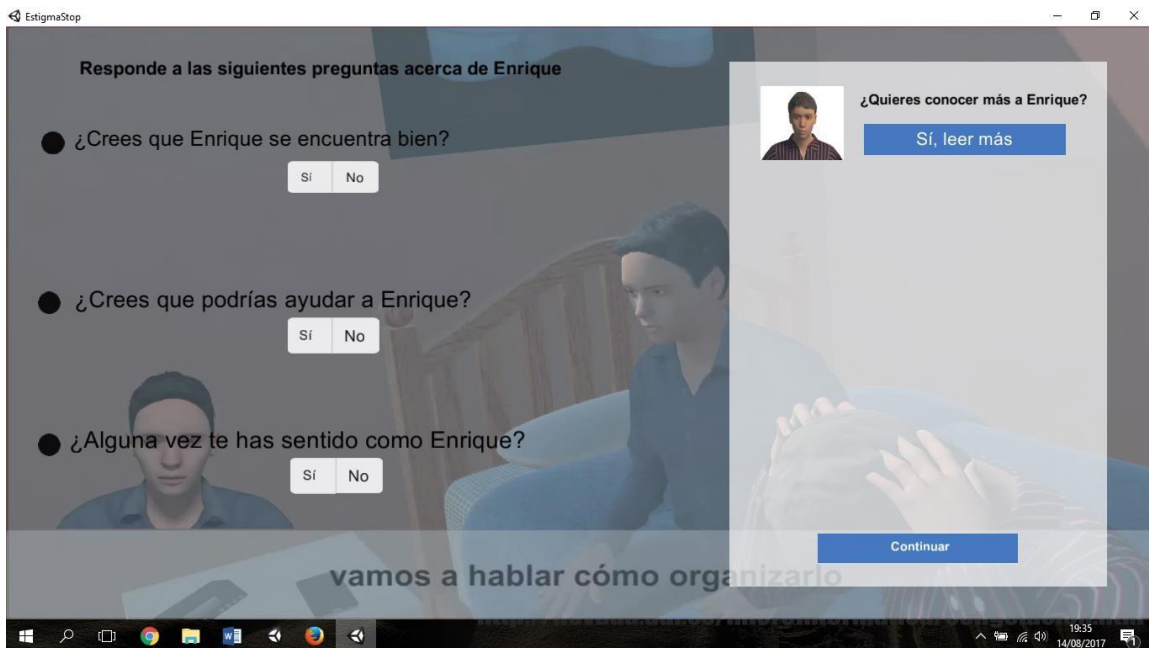 EstigmaStop
Responde a las siguientes preguntas acerca de Enrique
¿Quieres conocer más a Enrique?
Sí, leer más
¿Crees que Enrique se encuentra bien?
Sí No
¿Crees que podrías ayudar a Enrique?
Sí No
¿Alguna vez te has sentido como Enrique?
Sí No
Continuar
vamos a hablar cómo organizarlo
19:35
14/08/2017